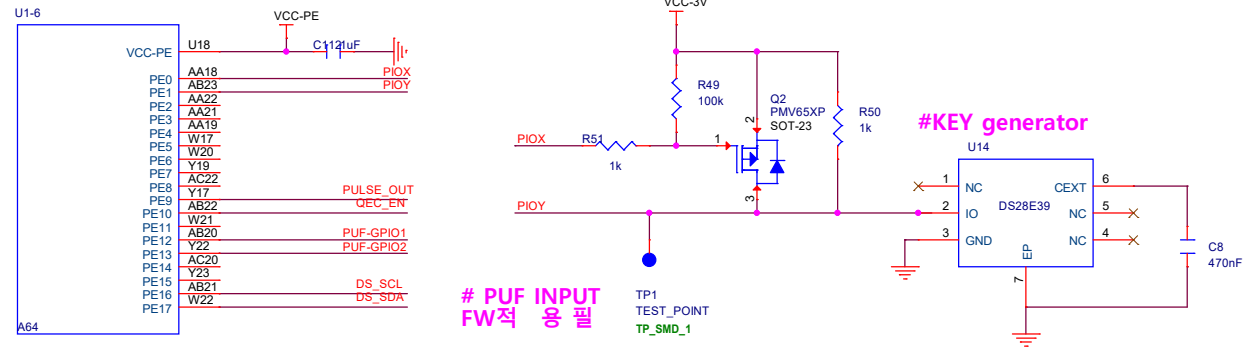 U1-6
VCC-PE
VCC-PE
U18
C112
1uF
PE0
AA18
PIOX
PE1
AB23
PIOY
PE2
AA22
PE3
AA21
PE4
AA19
PE5
W17
PE6
W20
PE7
Y19
PE8
AC22
PE9
Y17
PULSE_OUT
PE10
AB22
QEC_EN
PE11
W21
PE12
AB20
PUF-GPIO1
PE13
Y22
PUF-GPIO2
PE14
AC20
PE15
Y23
PE16
AB21
DS_SCL
PE17
W22
DS_SDA
A64
VCC-3V
R49
100k
Q2
PMV65XP
SOT-23
R50
1k
PIOX
R51
1k
1
2
3
PIOY
# PUF INPUT
FW적 용 필
TP1
TEST_POINT
TP_SMD_1
#KEY generator
U14
1
NC
CEXT
6
2
IO
DS28E39
NC
5
3
GND
NC
4
EP
7
C8
470nF